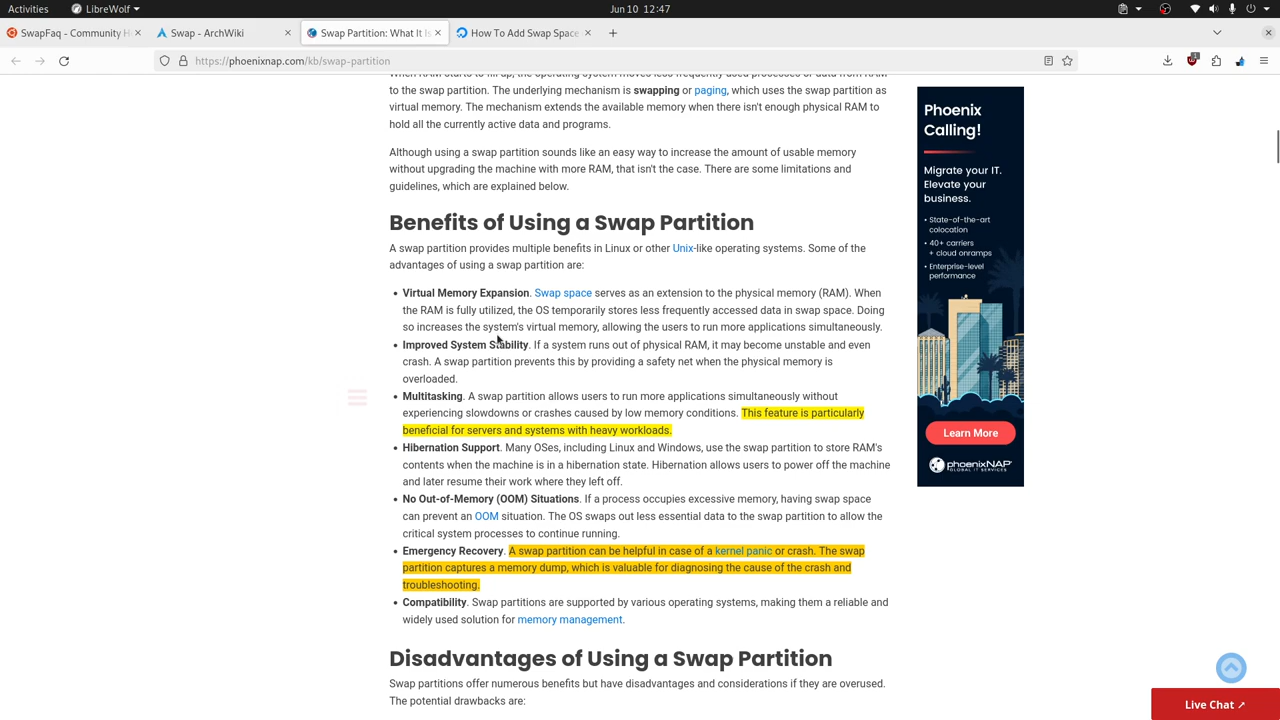 Activities
LibreWolf
Jun 10 12:47
SwapFaq - Community H
Swap - ArchWiki
Swap Partition: What It Is
How To Add Swap Space
https://phoenixnap.com/kb/swap-partition
When RAM starts to fill up, the operating system moves less frequently used processes or data from RAM
to the swap partition. The underlying mechanism is swapping or paging, which uses the swap partition as
virtual memory. The mechanism extends the available memory when there isn't enough physical RAM to
hold all the currently active data and programs.
Although using a swap partition sounds like an easy way to increase the amount of usable memory
without upgrading the machine with more RAM, that isn't the case. There are some limitations and
guidelines, which are explained below.
Benefits of Using a Swap Partition
A swap partition provides multiple benefits in Linux or other Unix-like operating systems. Some of the
advantages of using a swap partition are:
• Virtual Memory Expansion. Swap space serves as an extension to the physical memory (RAM). When
the RAM is fully utilized, the OS temporarily stores less frequently accessed data in swap space. Doing
so increases the system's virtual memory, allowing the users to run more applications simultaneously.
• Improved System Stability. If a system runs out of physical RAM, it may become unstable and even
crash. A swap partition prevents this by providing a safety net when the physical memory is
overloaded.
• Multitasking. A swap partition allows users to run more applications simultaneously without
experiencing slowdowns or crashes caused by low memory conditions. This feature is particularly
beneficial for servers and systems with heavy workloads.
• Hibernation Support. Many OSes, including Linux and Windows, use the swap partition to store RAM's
contents when the machine is in a hibernation state. Hibernation allows users to power off the machine
and later resume their work where they left off.
• No Out-of-Memory (OOM) Situations. If a process occupies excessive memory, having swap space
can prevent an OOM situation. The OS swaps out less essential data to the swap partition to allow the
critical system processes to continue running.
• Emergency Recovery. A swap partition can be helpful in case of a kernel panic or crash. The swap
partition captures a memory dump, which is valuable for diagnosing the cause of the crash and
troubleshooting.
• Compatibility. Swap partitions are supported by various operating systems, making them a reliable and
widely used solution for memory management.
Disadvantages of Using a Swap Partition
Swap partitions offer numerous benefits but have disadvantages and considerations if they are overused.
The potential drawbacks are:
Phoenix
Calling!
Migrate your IT.
Elevate your
business.
• State-of-the-art
colocation
• 40+ carriers
+ cloud onramps
• Enterprise-level
performance
Learn More
phoenixNAP
GLOBAL IT SERVICES
Live Chat ↗